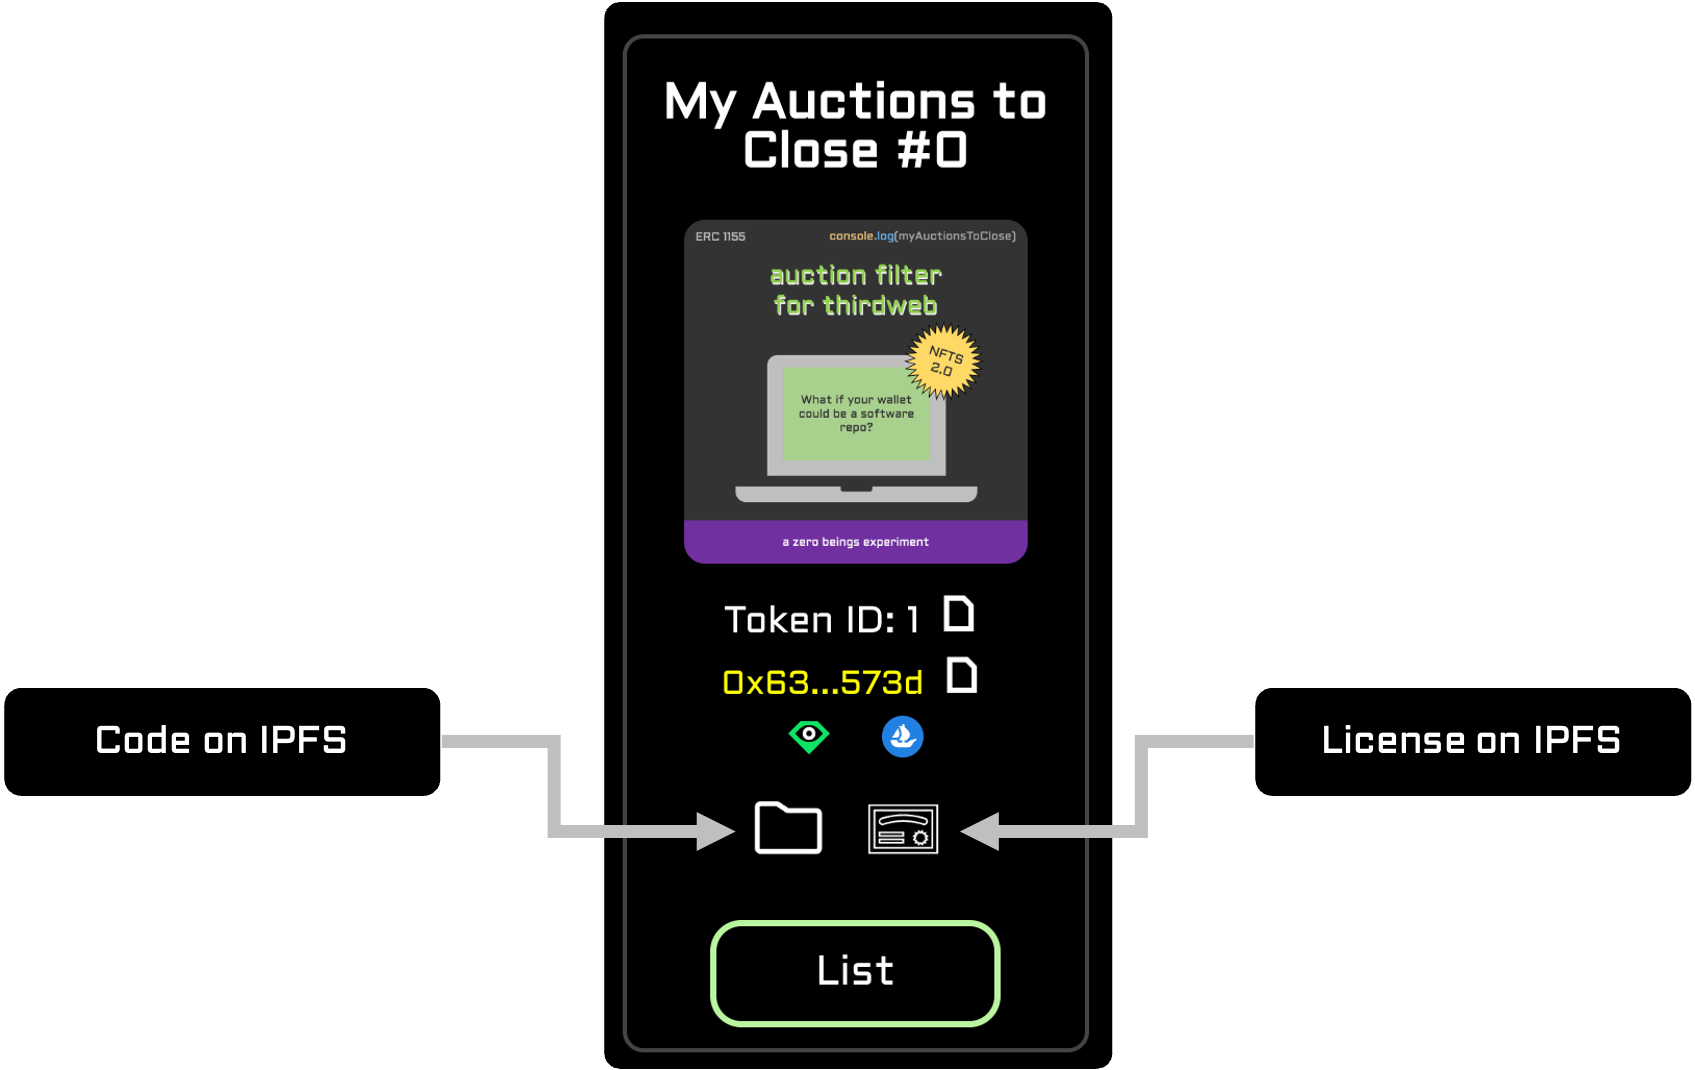 My Auctions to
Close #0
ERC 1155
console.log(myAuctionsToClose)
auction filter
for thirdweb
NFTS
2.0
What if your wallet
could be a software
repo?
a zero beings experiment
Token ID: 1
0x63...573d
Code on IPFS
License on IPFS
List